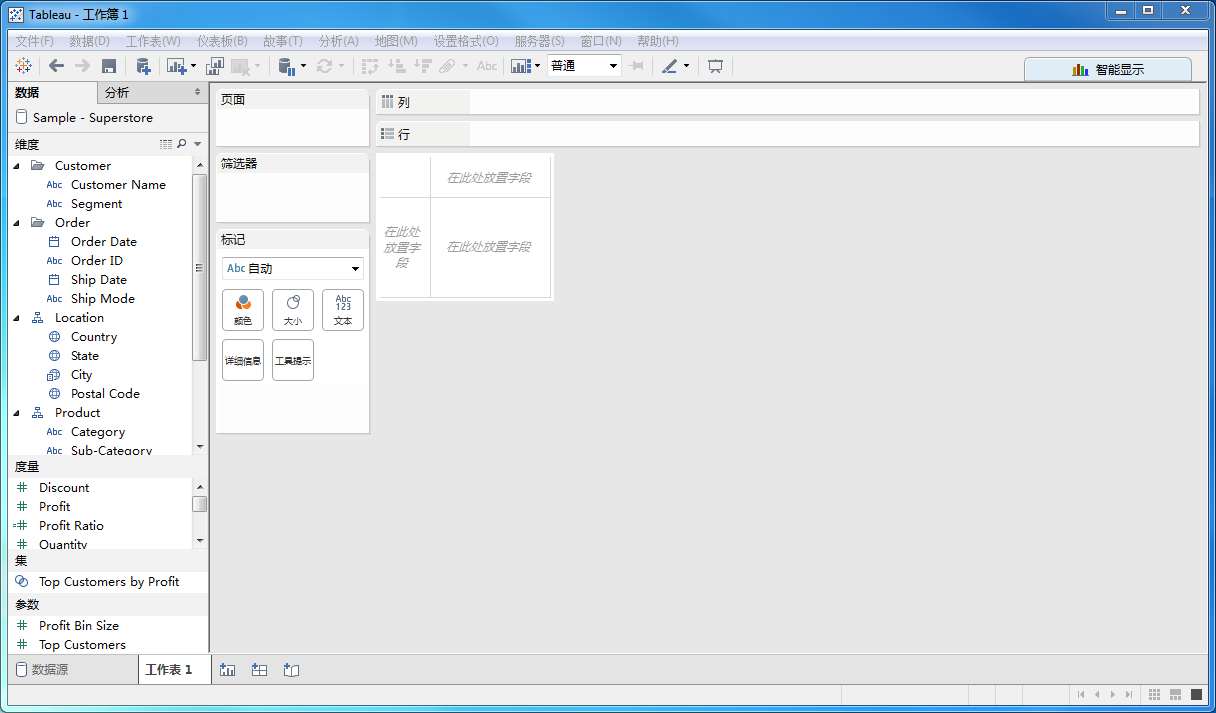 Tableau - 工作簿 1
文件(F) 数据(D) 工作表(W) 仪表板(B) 故事(T) 分析(A) 地图(M) 设置格式(O) 服务器(S) 窗口(N) 帮助(H)
Abc 普通 智能显示
数据 分析
Sample - Superstore
维度
Customer
Abc Customer Name
Abc Segment
Order
Order Date
Abc Order ID
Ship Date
Abc Ship Mode
Location
Country
State
City
Postal Code
Product
Abc Category
Abc Sub-Category
度量
Discount
Profit
Profit Ratio
Quantity
集
Top Customers by Profit
参数
Profit Bin Size
Top Customers
页面
筛选器
标记
Abc 自动
颜色
大小
Abc
123
文本
详细信息
工具提示
列
行
在此处放置字段
在此处
放置字
段
在此处放置字段
数据源 工作表 1